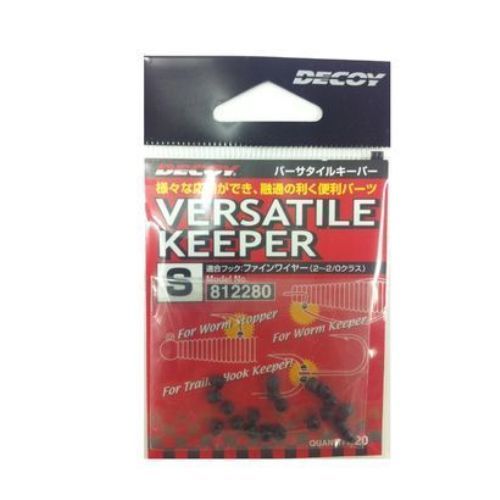 DECOY
DECOY バーサタイルキーパー
様々な応用ができ、融通の利く便利パーツ
VERSATILE
KEEPER
S 適合フック:ファインワイヤー(2〜2/0クラス)
Model No.
812280
For Worm Stopper
For Worm Keeper
For Trailer Hook Keeper!
QUANTITY 20